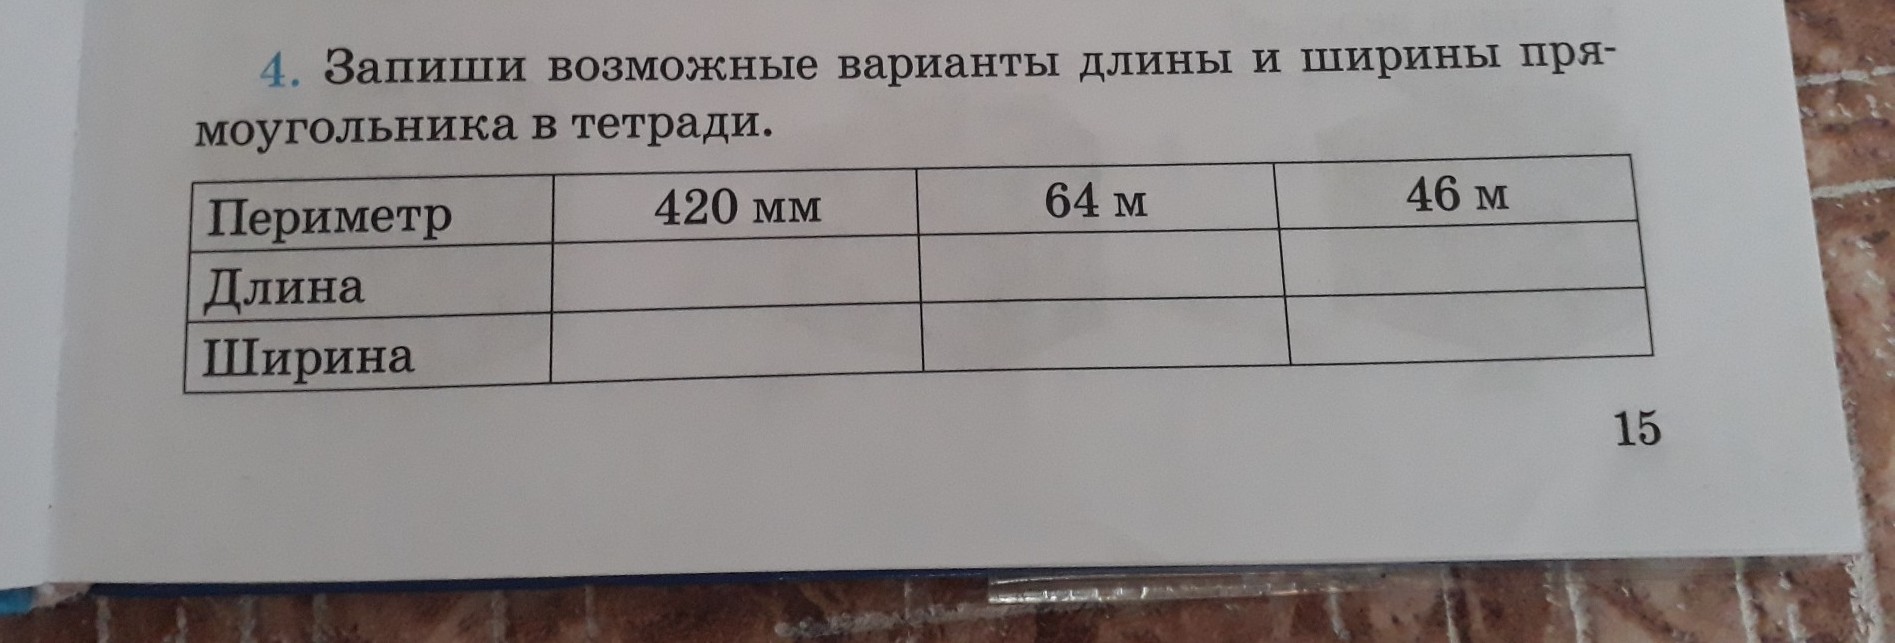 4. Запиши возможные варианты длины и ширины пря-
моугольника в тетради.
Периметр 420 мм 64 м 46 м
Длина
Ширина
15